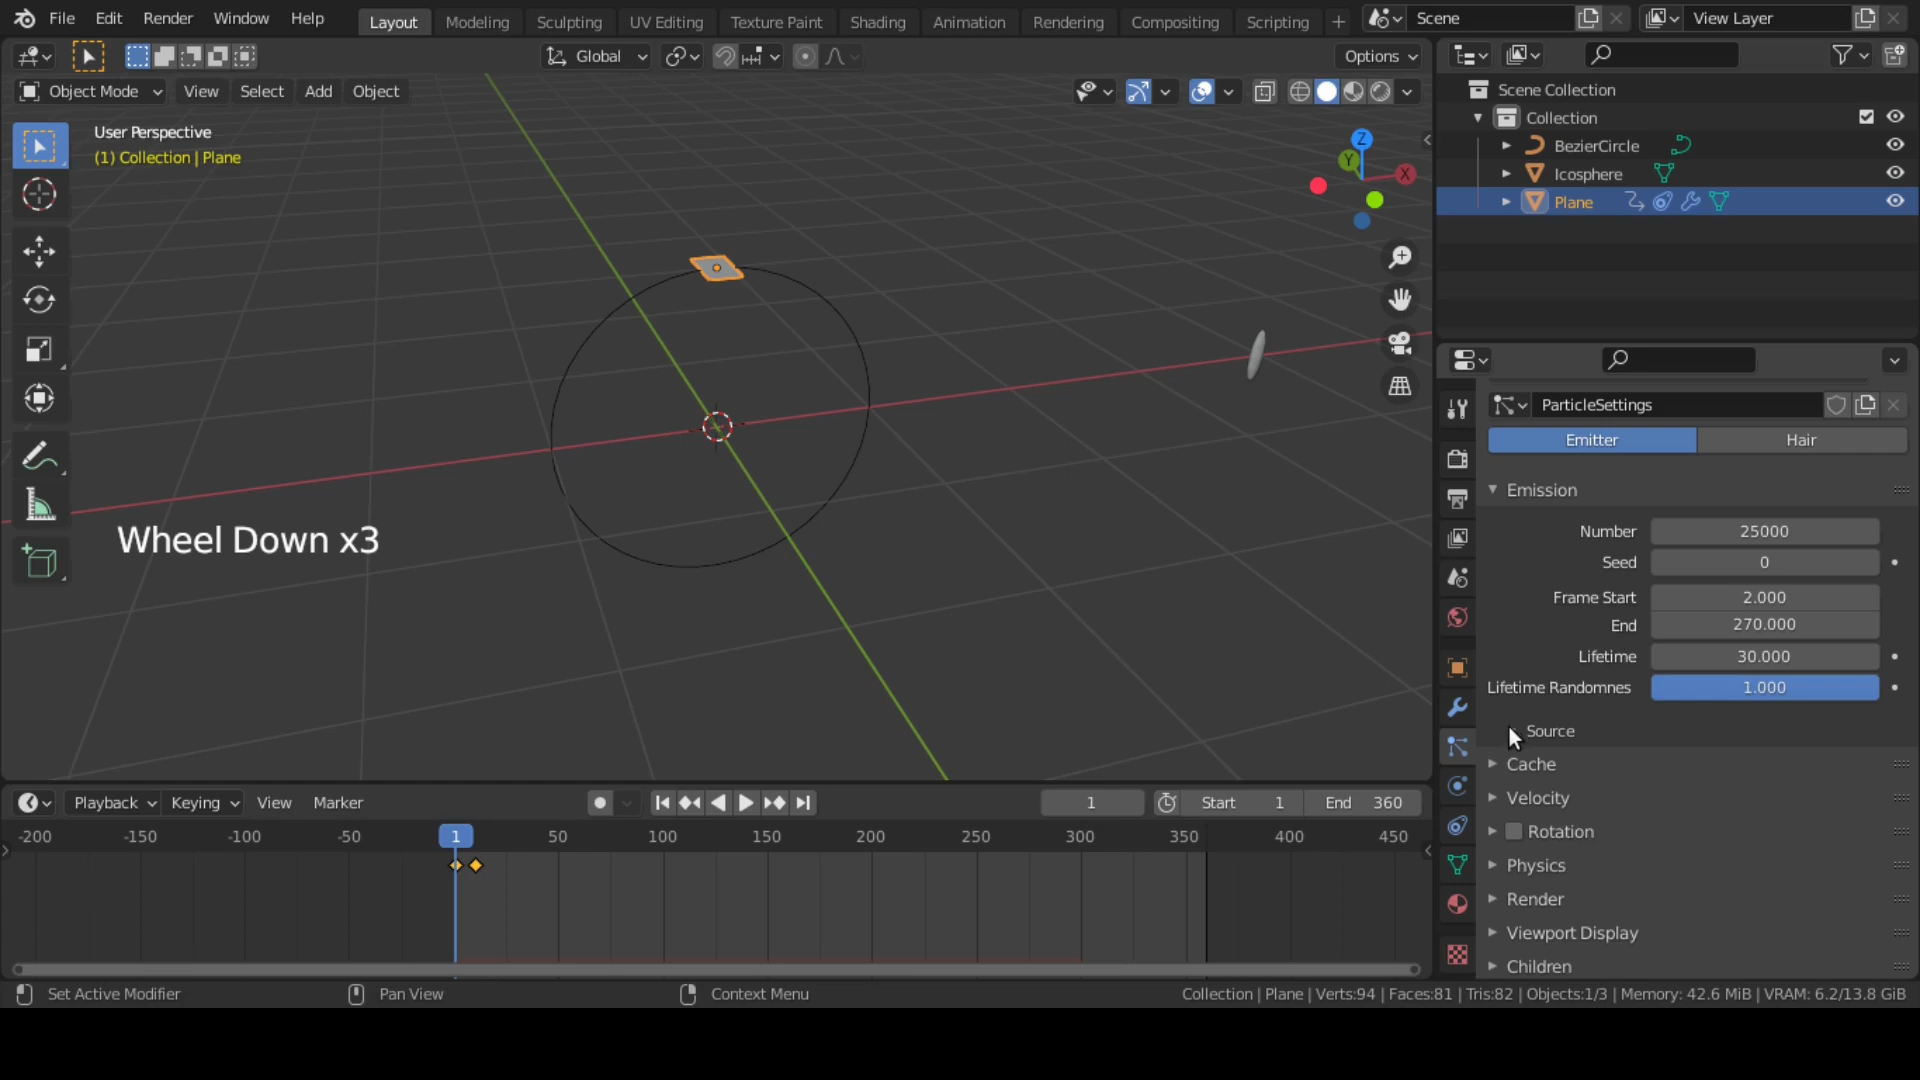 File Edit Render Window Help Layout Modeling Sculpting UV Editing Texture Paint Shading Animation Rendering Compositing Scripting + Scene View Layer
Global Options
Object Mode View Select Add Object
User Perspective
(1) Collection | Plane
Z
Y
X
Wheel Down x3
Scene Collection
Collection
BezierCircle
Icosphere
Plane
ParticleSettings
Emitter Hair
Emission
Number 25000
Seed 0
Frame Start 2.000
End 270.000
Lifetime 30.000
Lifetime Randomnes 1.000
Source
Cache
Velocity
Rotation
Physics
Render
Viewport Display
Children
Playback Keying View Marker 1 Start 1 End 360
-200 -150 -100 -50 1 50 100 150 200 250 300 350 400 450
Set Active Modifier Pan View Context Menu Collection | Plane | Verts:94 | Faces:81 | Tris:82 | Objects:1/3 | Memory: 42.6 MiB | VRAM: 6.2/13.8 GiB